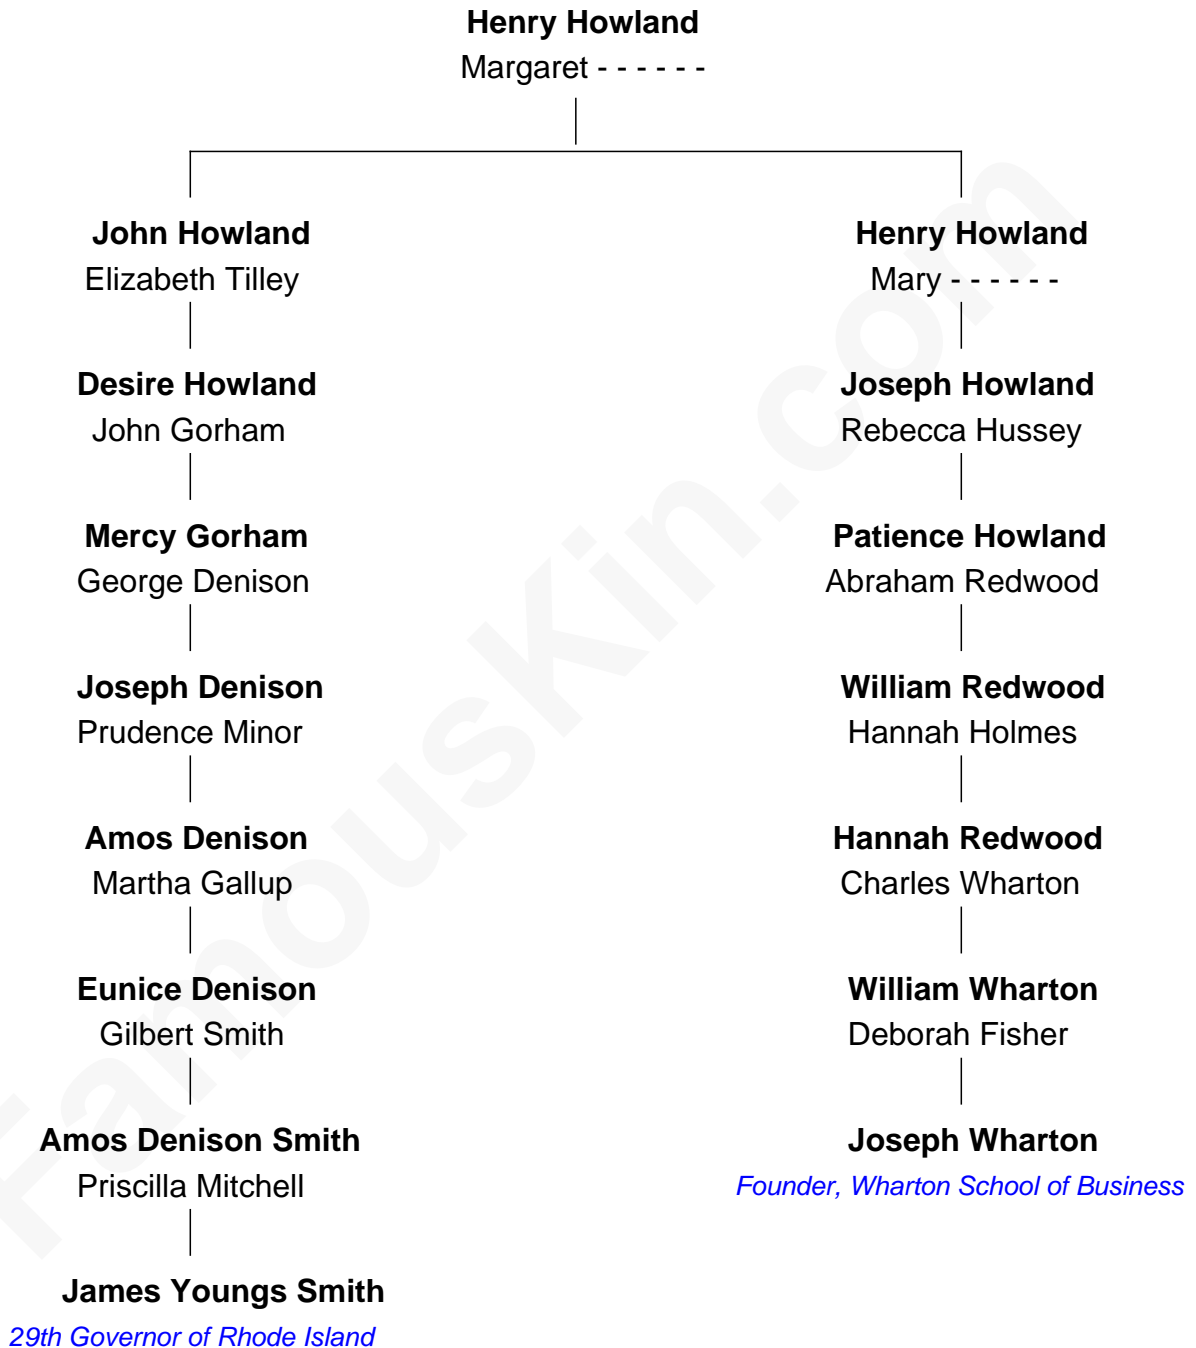 Henry Howland
Margaret - - - - - -
John Howland
Elizabeth Tilley
Henry Howland
Mary - - - - - -
Desire Howland
John Gorham
Joseph Howland
Rebecca Hussey
Mercy Gorham
George Denison
Patience Howland
Abraham Redwood
Joseph Denison
Prudence Minor
William Redwood
Hannah Holmes
Amos Denison
Martha Gallup
Hannah Redwood
Charles Wharton
Eunice Denison
Gilbert Smith
William Wharton
Deborah Fisher
Amos Denison Smith
Priscilla Mitchell
Joseph Wharton
Founder, Wharton School of Business
James Youngs Smith
29th Governor of Rhode Island
FamousKin.com